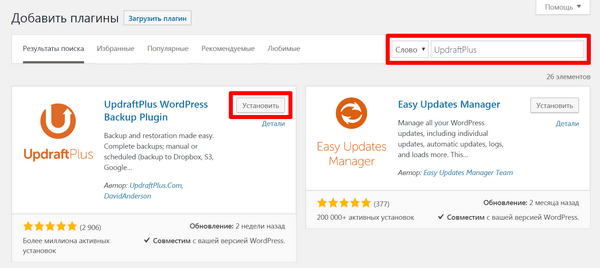 Помощь ▼
Добавить плагины Загрузить плагин
Результаты поиска Избранные Популярные Рекомендуемые Любимые Слово ▼ UpdraftPlus
26 элементов
UpdraftPlus
UpdraftPlus WordPress
Backup Plugin
Установить
Детали
Backup and restoration made easy.
Complete backups; manual or
scheduled (backup to Dropbox, S3,
Google…
Автор: UpdraftPlus.Com,
DavidAnderson
(2 906)
Более миллиона активных
установок
Обновление: 2 недели назад
✔ Совместим с вашей версией WordPress.
Easy Updates
Manager
Easy Updates Manager
Установить
Детали
Manage all your WordPress
updates, including individual
updates, automatic updates, logs,
and loads more. This…
Автор: Easy Updates Manager Team
(377)
200 000+ активных установок
Обновление: 2 месяца назад
✔ Совместим с вашей версией WordPress.